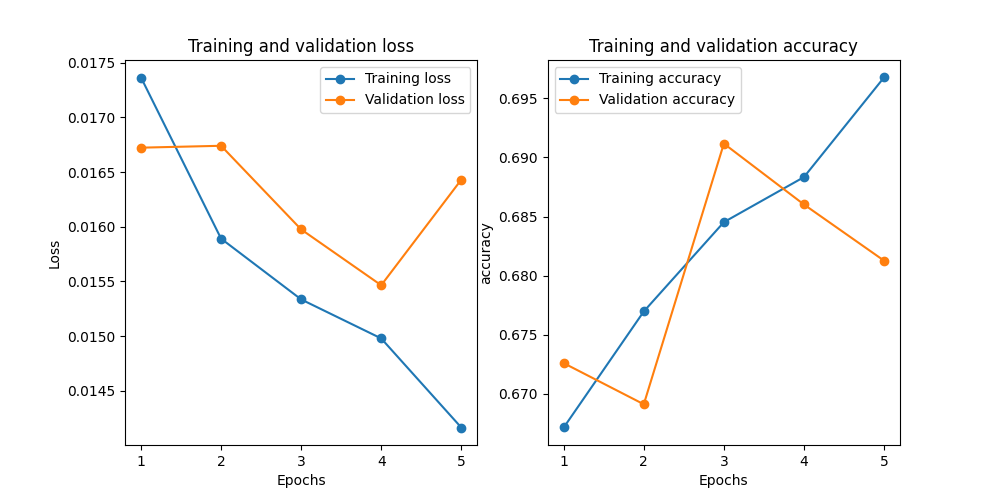 Training and validation loss
0.0175
0.0170
0.0165
0.0160
0.0155
0.0150
0.0145
Loss
Training loss
Validation loss
1 2 3 4 5
Epochs
Training and validation accuracy
0.695
0.690
0.685
0.680
0.675
0.670
accuracy
Training accuracy
Validation accuracy
1 2 3 4 5
Epochs